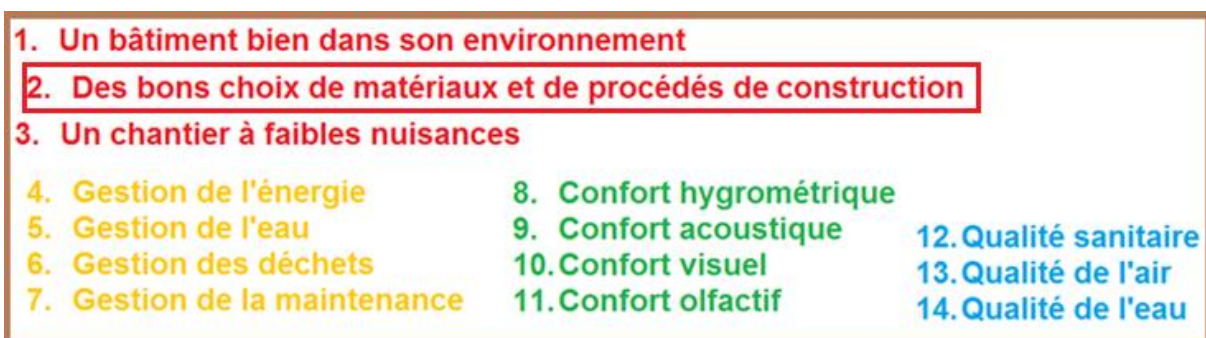 1. Un bâtiment bien dans son environnement
2. Des bons choix de matériaux et de procédés de construction
3. Un chantier à faibles nuisances
4. Gestion de l'énergie
5. Gestion de l'eau
6. Gestion des déchets
7. Gestion de la maintenance
8. Confort hygrométrique
9. Confort acoustique
10. Confort visuel
11. Confort olfactif
12. Qualité sanitaire
13. Qualité de l'air
14. Qualité de l'eau